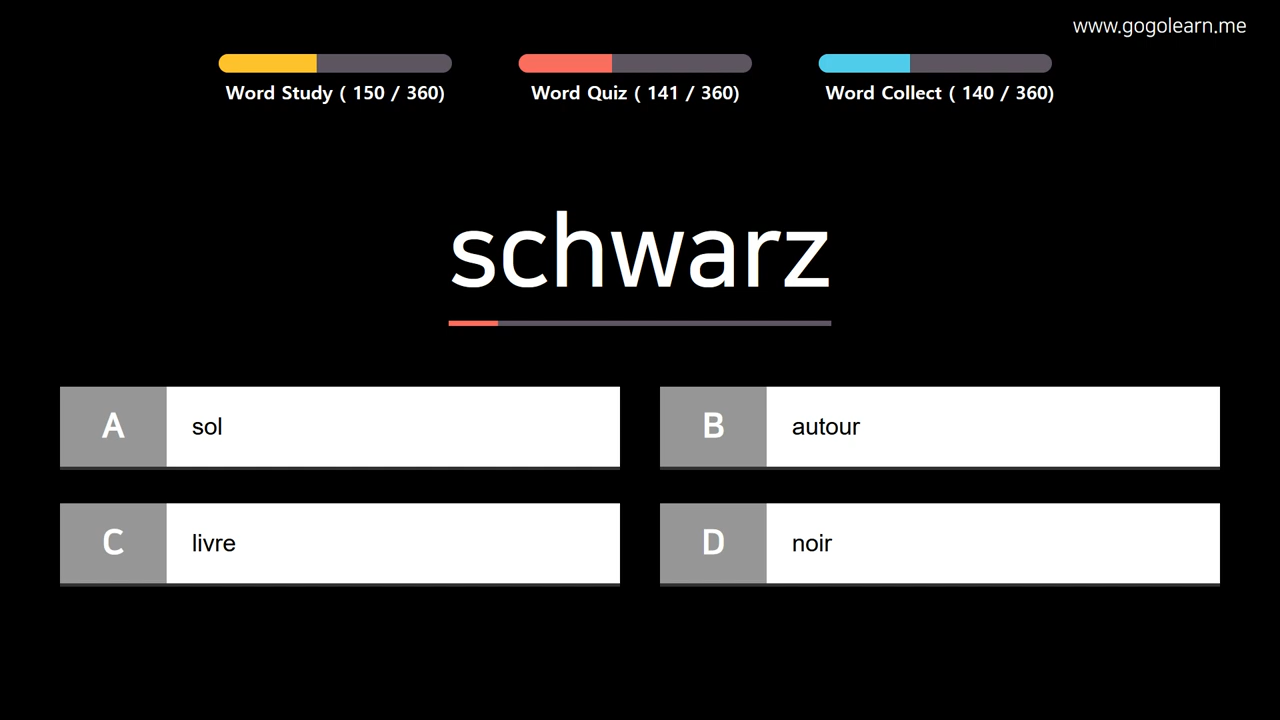 www.gogolearn.me
Word Study ( 150 / 360)
Word Quiz ( 141 / 360)
Word Collect ( 140 / 360)
schwarz
A
sol
B
autour
C
livre
D
noir